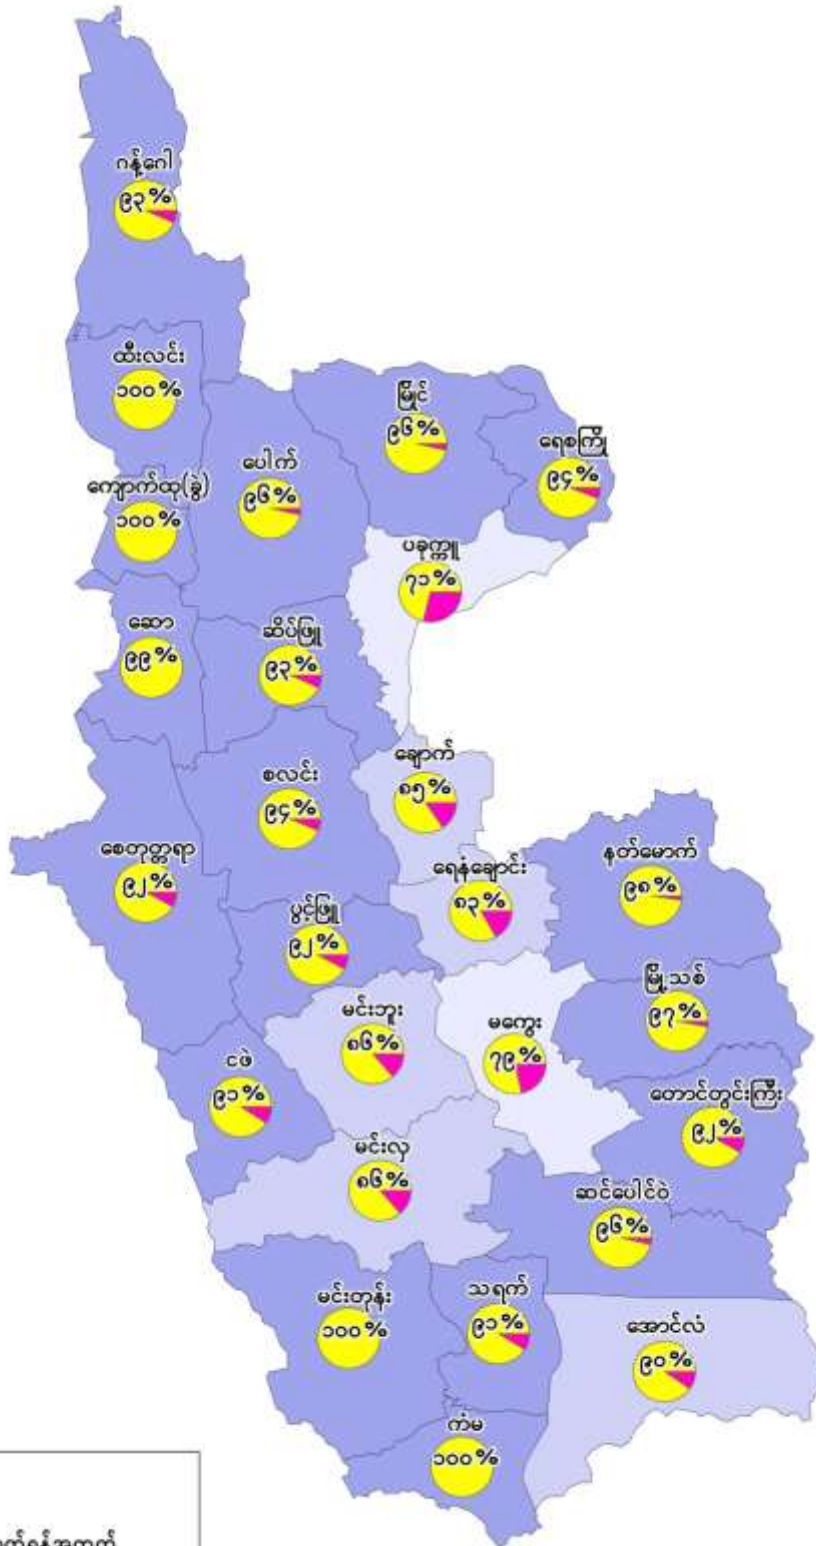 ဂန့်ဂေါ
၉၃%
ထီးလင်း
၁၀၀%
မြိုင်
၉၆%
ရေစကြို
၉၄%
ပေါက်
၉၆%
ကျောက်ထု(ခွဲ)
၁၀၀%
ပခုက္ကူ
၇၁%
ဆော
၉၉%
ဆိပ်ဖြူ
၉၃%
ချောက်
၈၅%
စလင်း
၉၄%
စေတုတ္တရာ
၉၂%
ရေနံချောင်း
၈၃%
နတ်မောက်
၉၈%
ပွင့်ဖြူ
၉၂%
မြို့သစ်
၉၇%
မင်းဘူး
၈၆%
မကွေး
၇၉%
ငဖဲ
၉၁%
တောင်တွင်းကြီး
၉၂%
မင်းလှ
၈၆%
ဆင်ပေါင်ဝဲ
၉၆%
မင်းတုန်း
၁၀၀%
သရက်
၉၁%
အောင်လံ
၉၀%
ကံမ
၁၀၀%